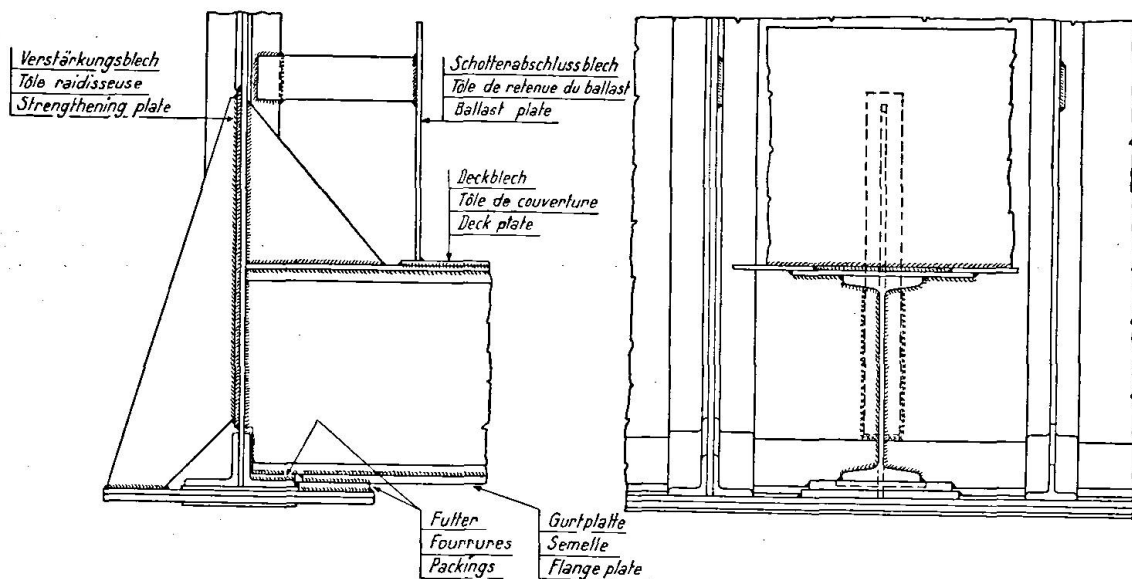 Verstärkungsblech
Tôle raidisseuse
Strengthening plate
Schotterabschlussblech
Tôle de retenue du ballast
Ballast plate
Deckblech
Tôle de couverture
Deck plate
Futter
Fourrures
Packings
Gurtplatte
Semelle
Flange plate